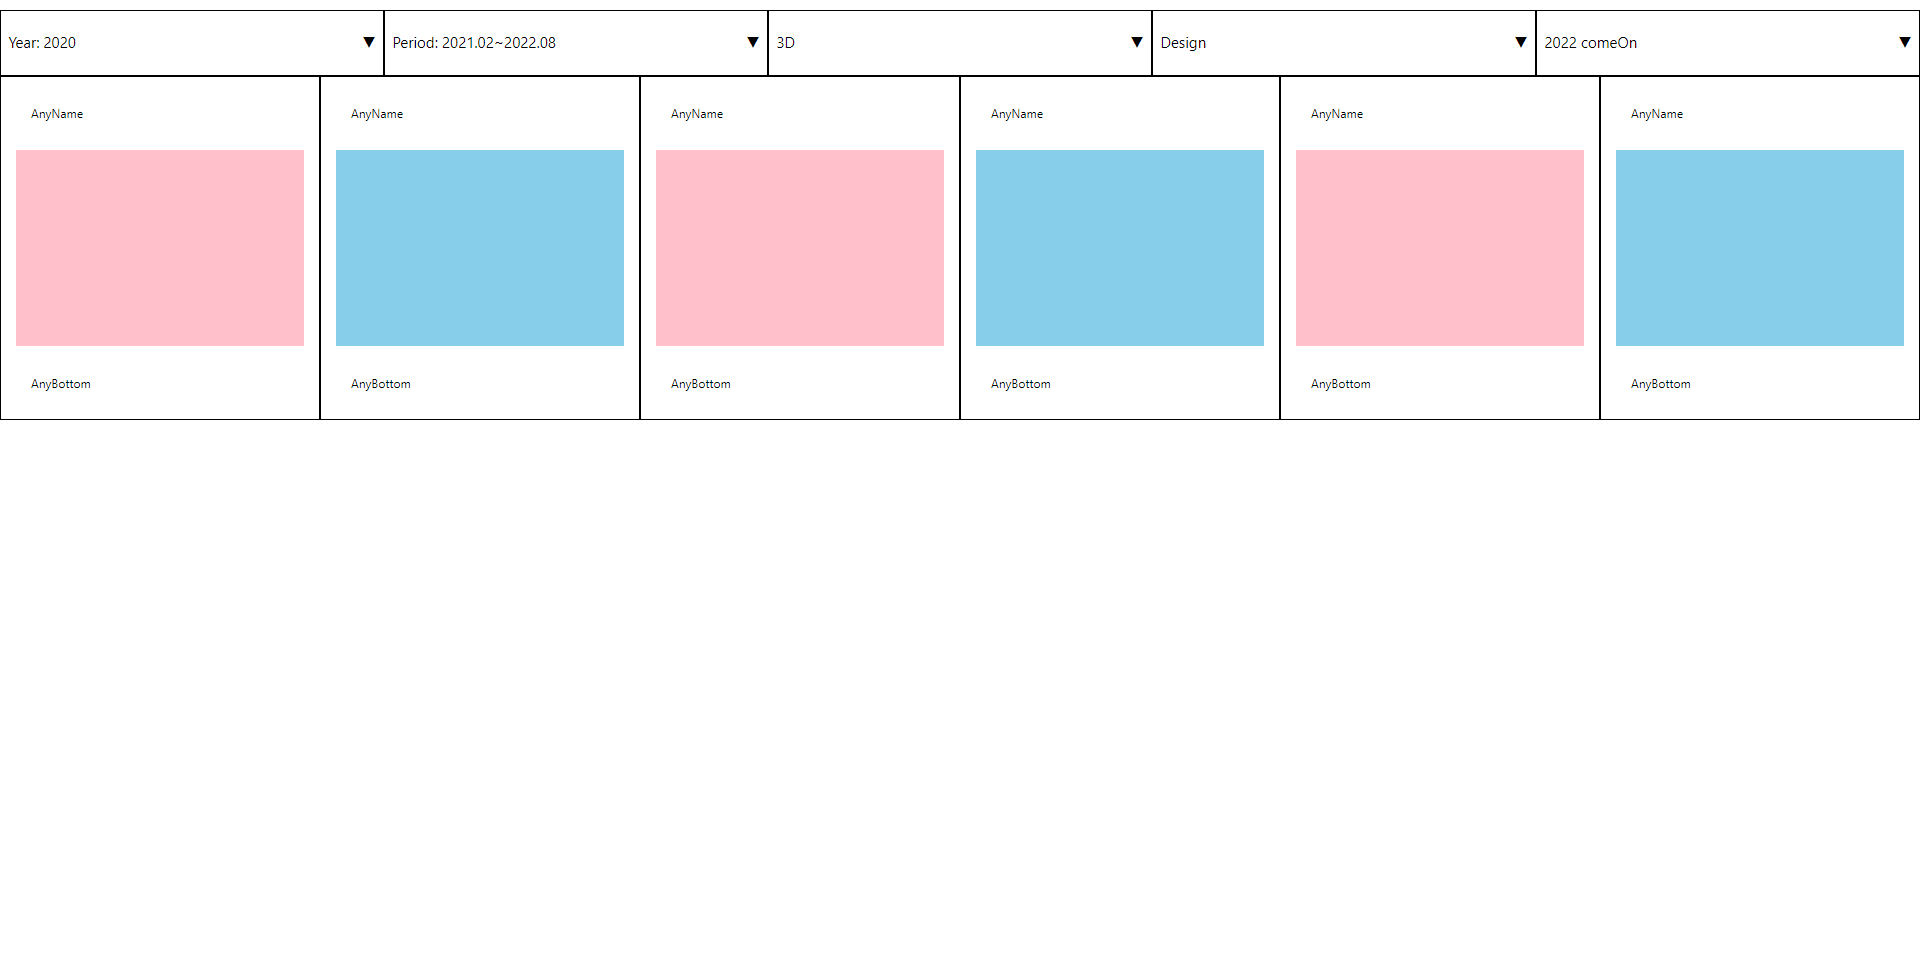 Year: 2020 ▼ Period: 2021.02~2022.08 ▼ 3D ▼ Design ▼ 2022 comeOn ▼
AnyName AnyName AnyName AnyName AnyName AnyName
AnyBottom AnyBottom AnyBottom AnyBottom AnyBottom AnyBottom